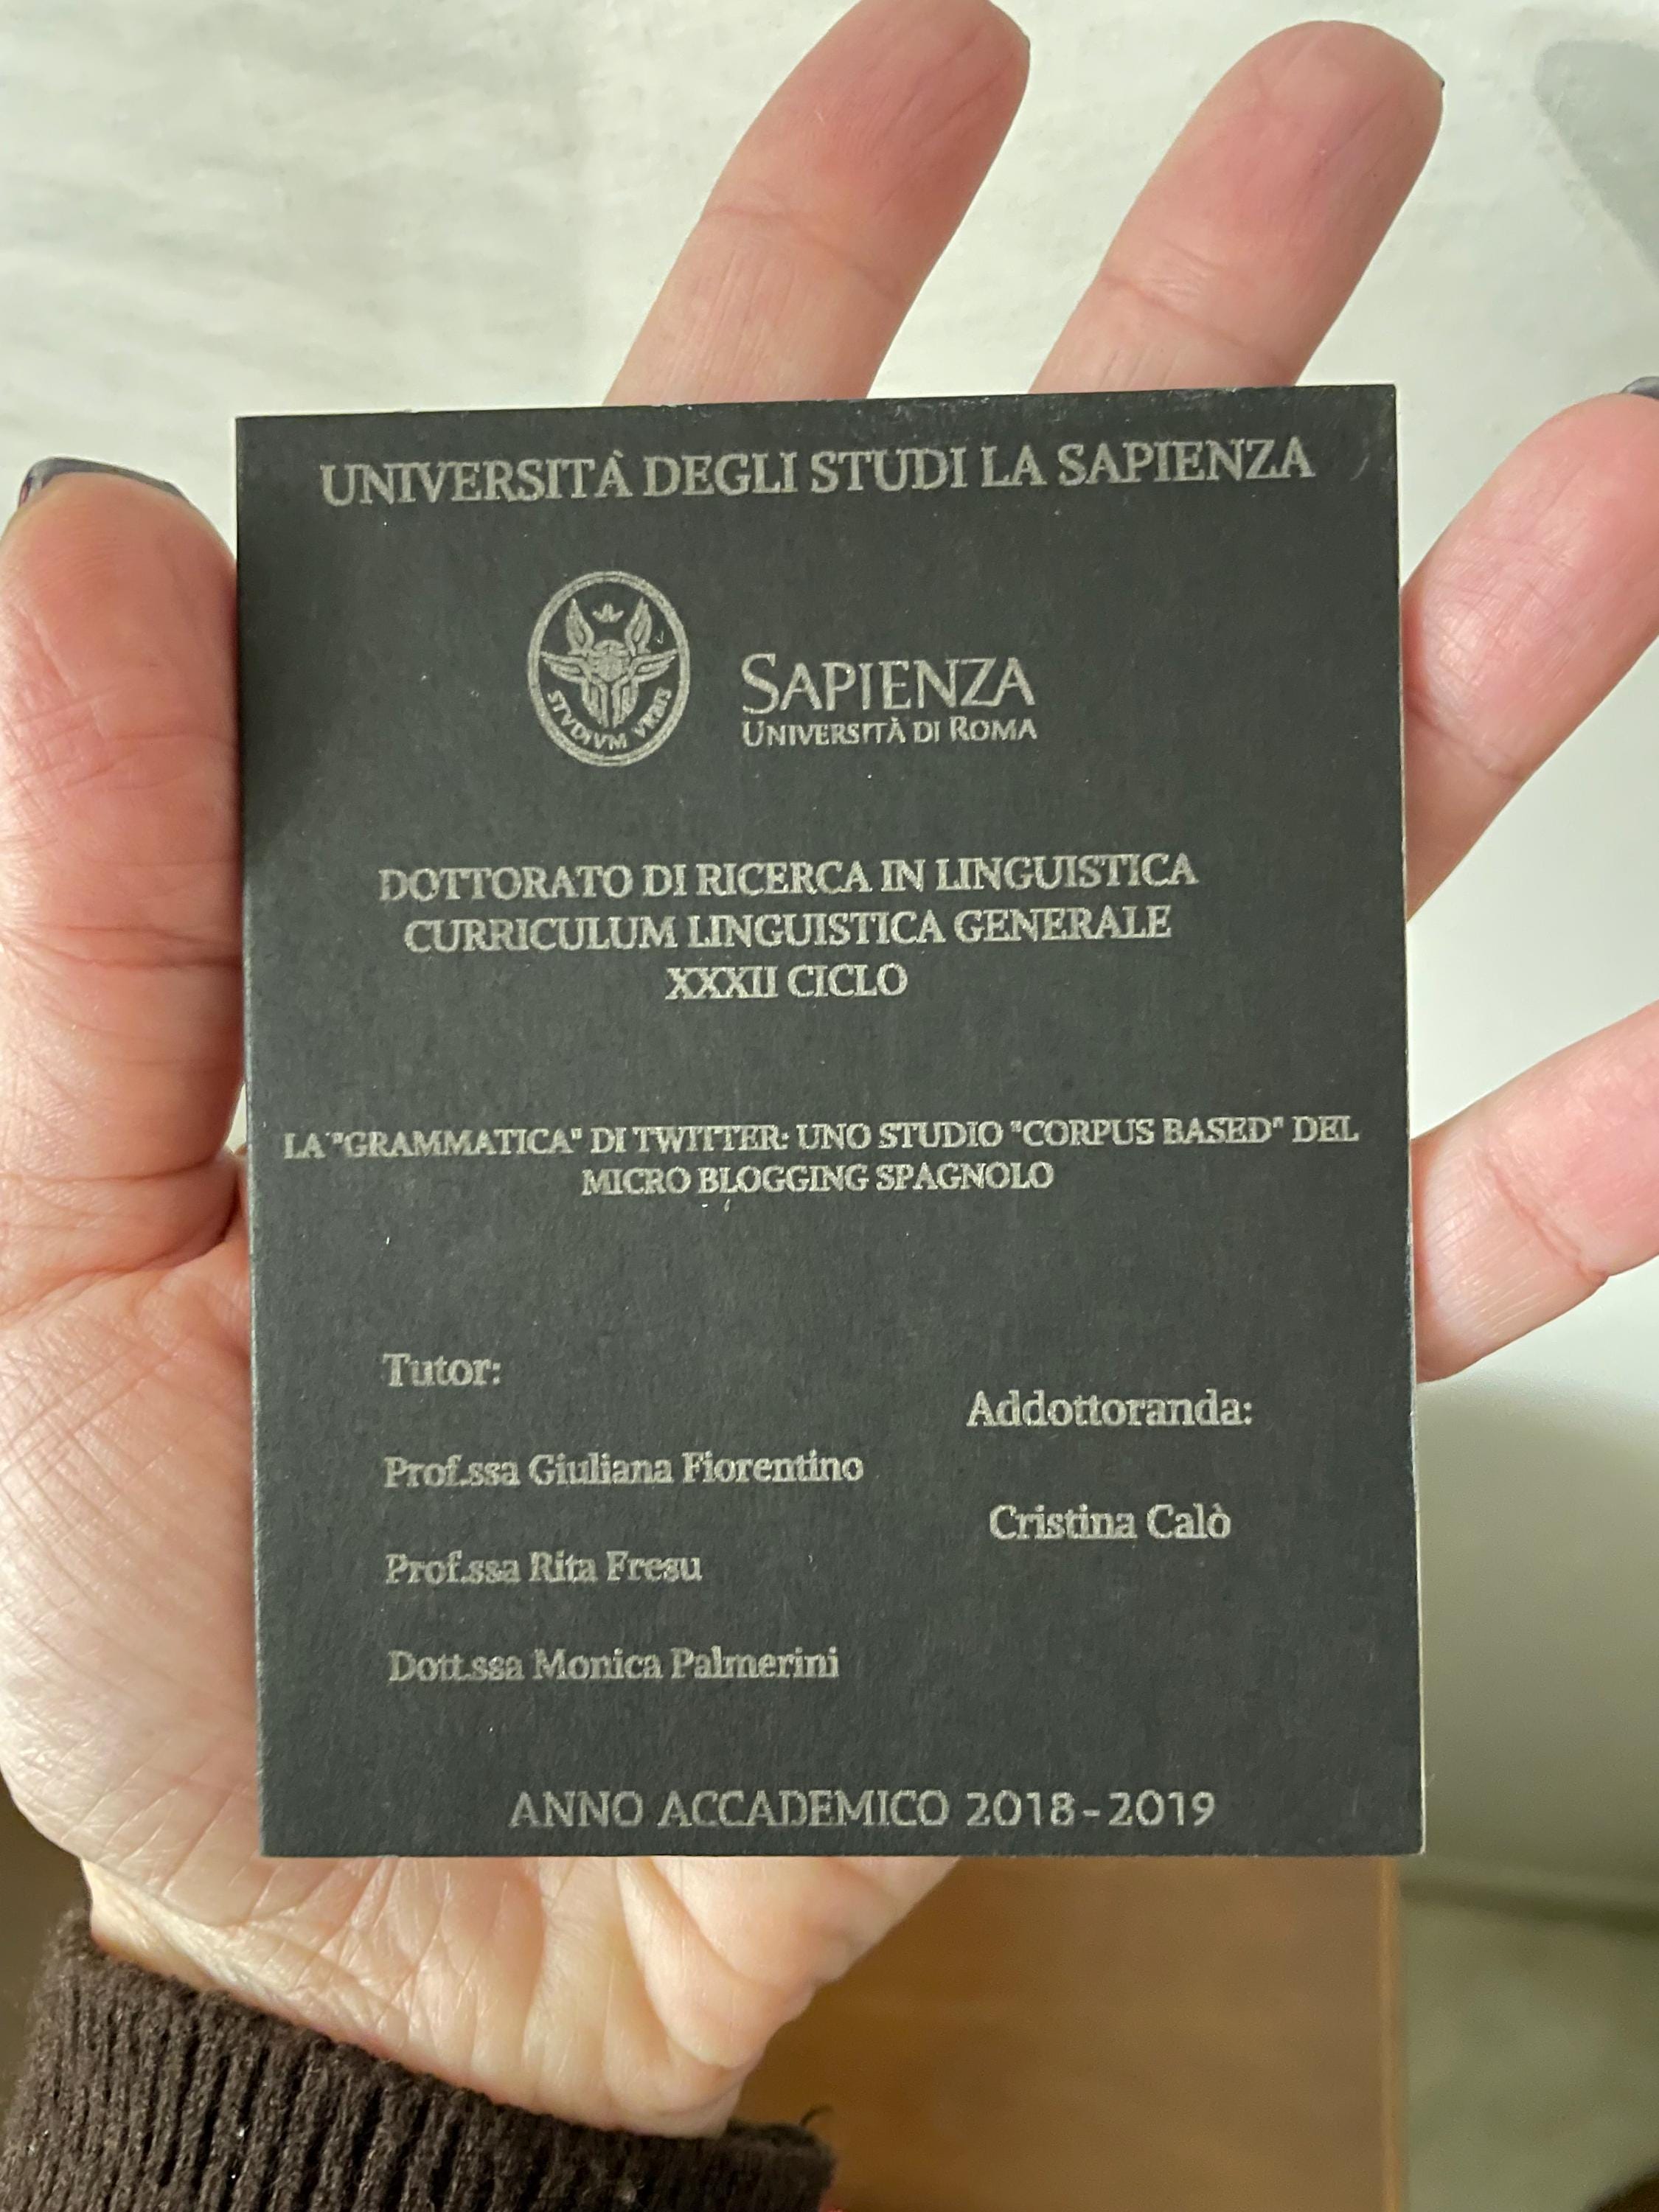 UNIVERSITÀ DEGLI STUDI LA SAPIENZA
STVDIVM VRBIS
SAPIENZA
UNIVERSITÀ DI ROMA
DOTTORATO DI RICERCA IN LINGUISTICA
CURRICULUM LINGUISTICA GENERALE
XXXII CICLO
LA "GRAMMATICA" DI TWITTER: UNO STUDIO "CORPUS BASED" DEL
MICRO BLOGGING SPAGNOLO
Tutor:
Addottoranda:
Prof.ssa Giuliana Fiorentino
Cristina Calò
Prof.ssa Rita Fresu
Dott.ssa Monica Palmerini
ANNO ACCADEMICO 2018-2019